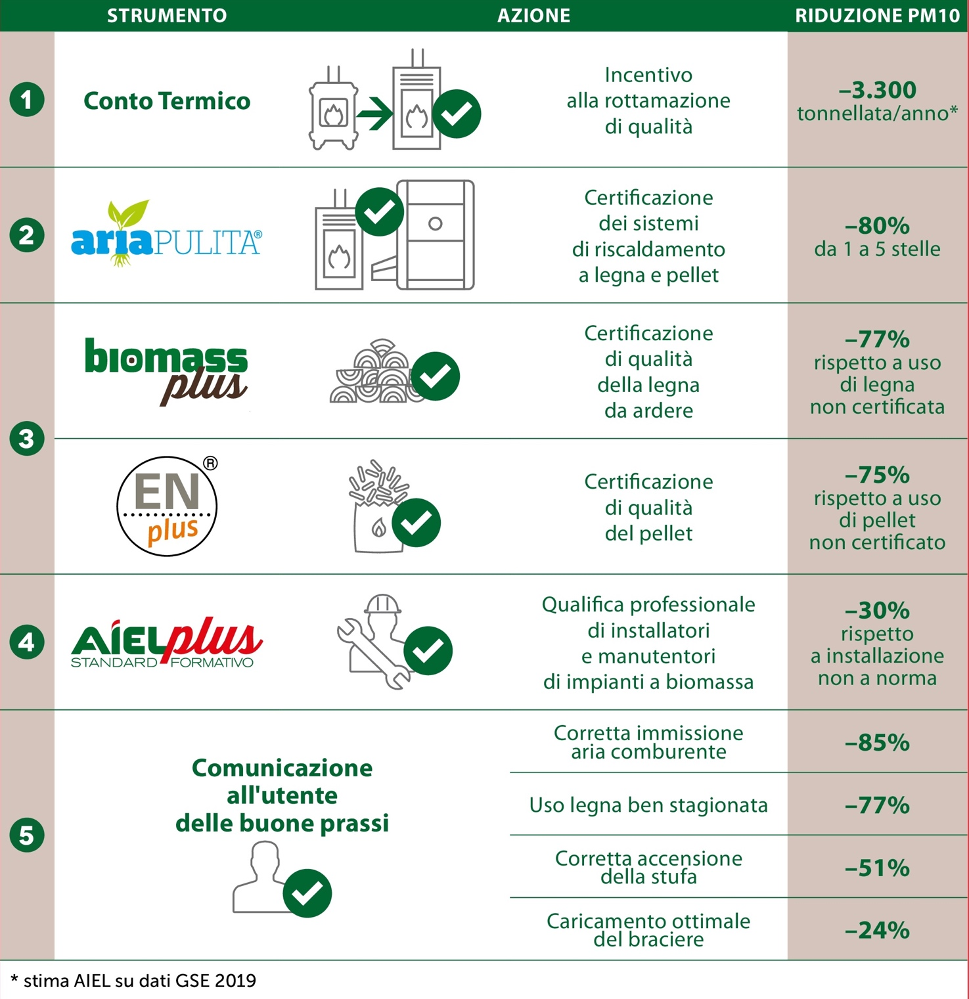 STRUMENTO
AZIONE
RIDUZIONE PM10
1
Conto Termico
Incentivo
alla rottamazione
di qualità
–3.300
tonnellata/anno*
2
ariaPULITA®
Certificazione
dei sistemi
di riscaldamento
a legna e pellet
–80%
da 1 a 5 stelle
3
biomass
plus
Certificazione
di qualità
della legna
da ardere
–77%
rispetto a uso
di legna
non certificata
EN ®
plus
Certificazione
di qualità
del pellet
–75%
rispetto a uso
di pellet
non certificato
4
AIELplus
STANDARD FORMATIVO
Qualifica professionale
di installatori
e manutentori
di impianti a biomassa
–30%
rispetto
a installazione
non a norma
5
Comunicazione
all'utente
delle buone prassi
Corretta immissione
aria comburente
–85%
Uso legna ben stagionata
–77%
Corretta accensione
della stufa
–51%
Caricamento ottimale
del braciere
–24%
* stima AIEL su dati GSE 2019